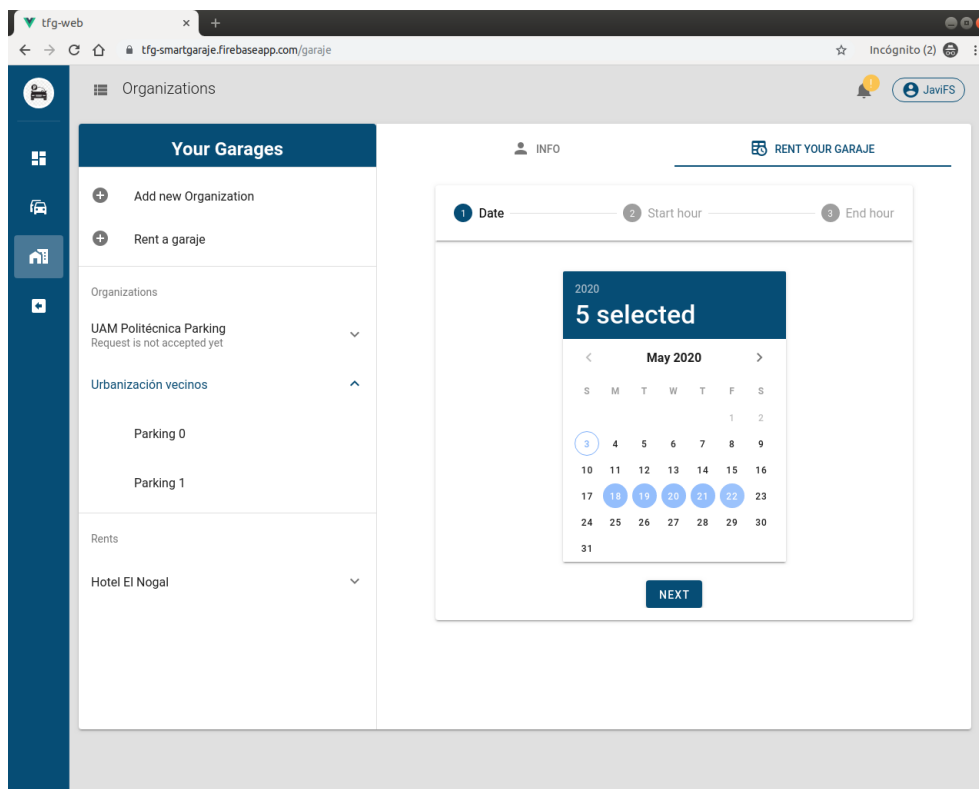 tfg-web
tfg-smartgaraje.firebaseapp.com/garaje
Incógnito (2)
Organizations
!
JaviFS
Your Garages
Add new Organization
Rent a garaje
Organizations
UAM Politécnica Parking
Request is not accepted yet
Urbanización vecinos
Parking 0
Parking 1
Rents
Hotel El Nogal
INFO
RENT YOUR GARAJE
1 Date
2 Start hour
3 End hour
2020
5 selected
May 2020
S M T W T F S
1 2
3 4 5 6 7 8 9
10 11 12 13 14 15 16
17 18 19 20 21 22 23
24 25 26 27 28 29 30
31
NEXT